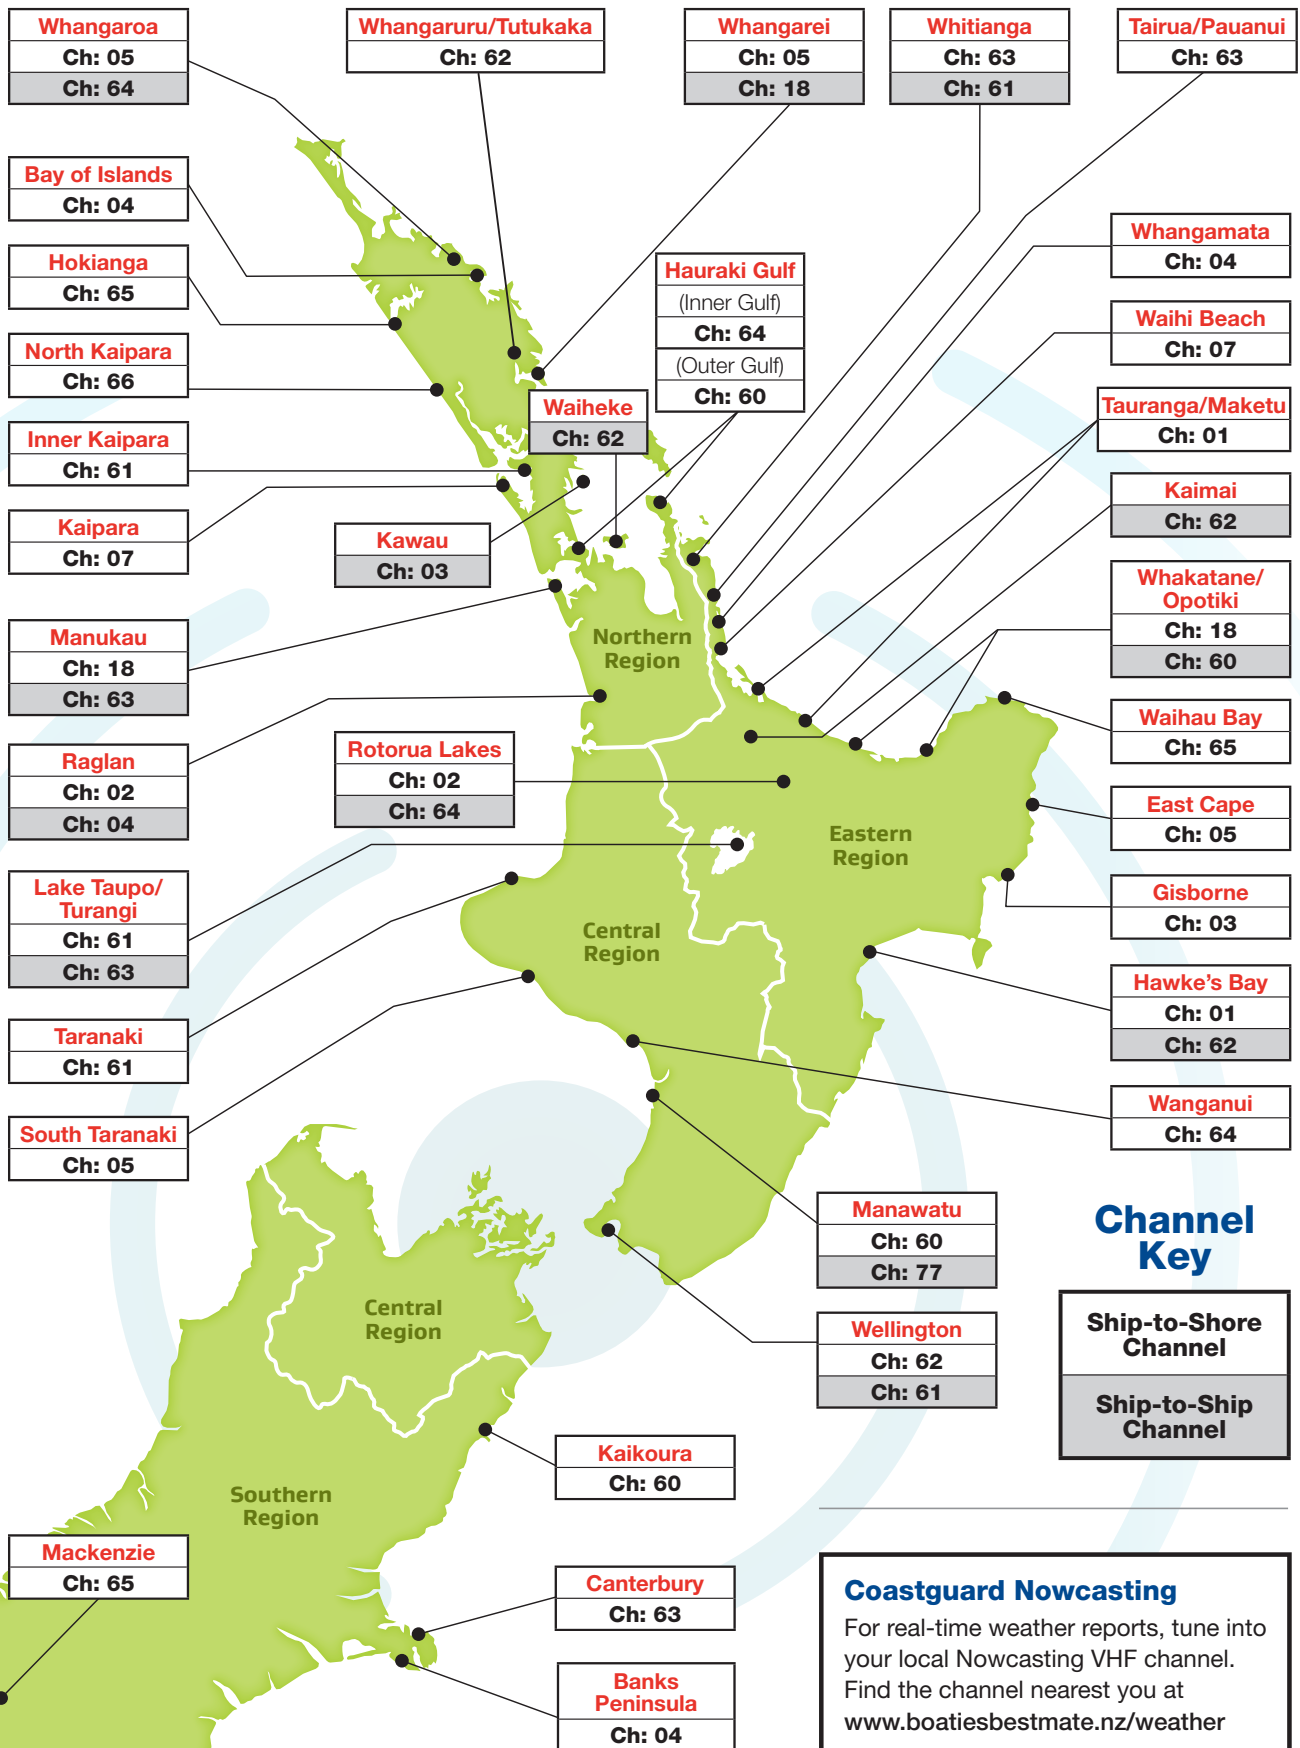 Whangaroa
Ch: 05
Ch: 64
Whangaruru/Tutukaka
Ch: 62
Whangarei
Ch: 05
Ch: 18
Whitianga
Ch: 63
Ch: 61
Tairua/Pauanui
Ch: 63
Bay of Islands
Ch: 04
Hokianga
Ch: 65
North Kaipara
Ch: 66
Inner Kaipara
Ch: 61
Kaipara
Ch: 07
Manukau
Ch: 18
Ch: 63
Raglan
Ch: 02
Ch: 04
Lake Taupo/
Turangi
Ch: 61
Ch: 63
Taranaki
Ch: 61
South Taranaki
Ch: 05
Hauraki Gulf
(Inner Gulf)
Ch: 64
(Outer Gulf)
Ch: 60
Waiheke
Ch: 62
Kawau
Ch: 03
Rotorua Lakes
Ch: 02
Ch: 64
Whangamata
Ch: 04
Waihi Beach
Ch: 07
Tauranga/Maketu
Ch: 01
Kaimai
Ch: 62
Whakatane/
Opotiki
Ch: 18
Ch: 60
Waihau Bay
Ch: 65
East Cape
Ch: 05
Gisborne
Ch: 03
Hawke's Bay
Ch: 01
Ch: 62
Wanganui
Ch: 64
Northern
Region
Eastern
Region
Central
Region
Manawatu
Ch: 60
Ch: 77
Wellington
Ch: 62
Ch: 61
Central
Region
Southern
Region
Kaikoura
Ch: 60
Mackenzie
Ch: 65
Canterbury
Ch: 63
Banks
Peninsula
Ch: 04
Channel
Key
Ship-to-Shore
Channel
Ship-to-Ship
Channel
Coastguard Nowcasting
For real-time weather reports, tune into
your local Nowcasting VHF channel.
Find the channel nearest you at
www.boatiesbestmate.nz/weather